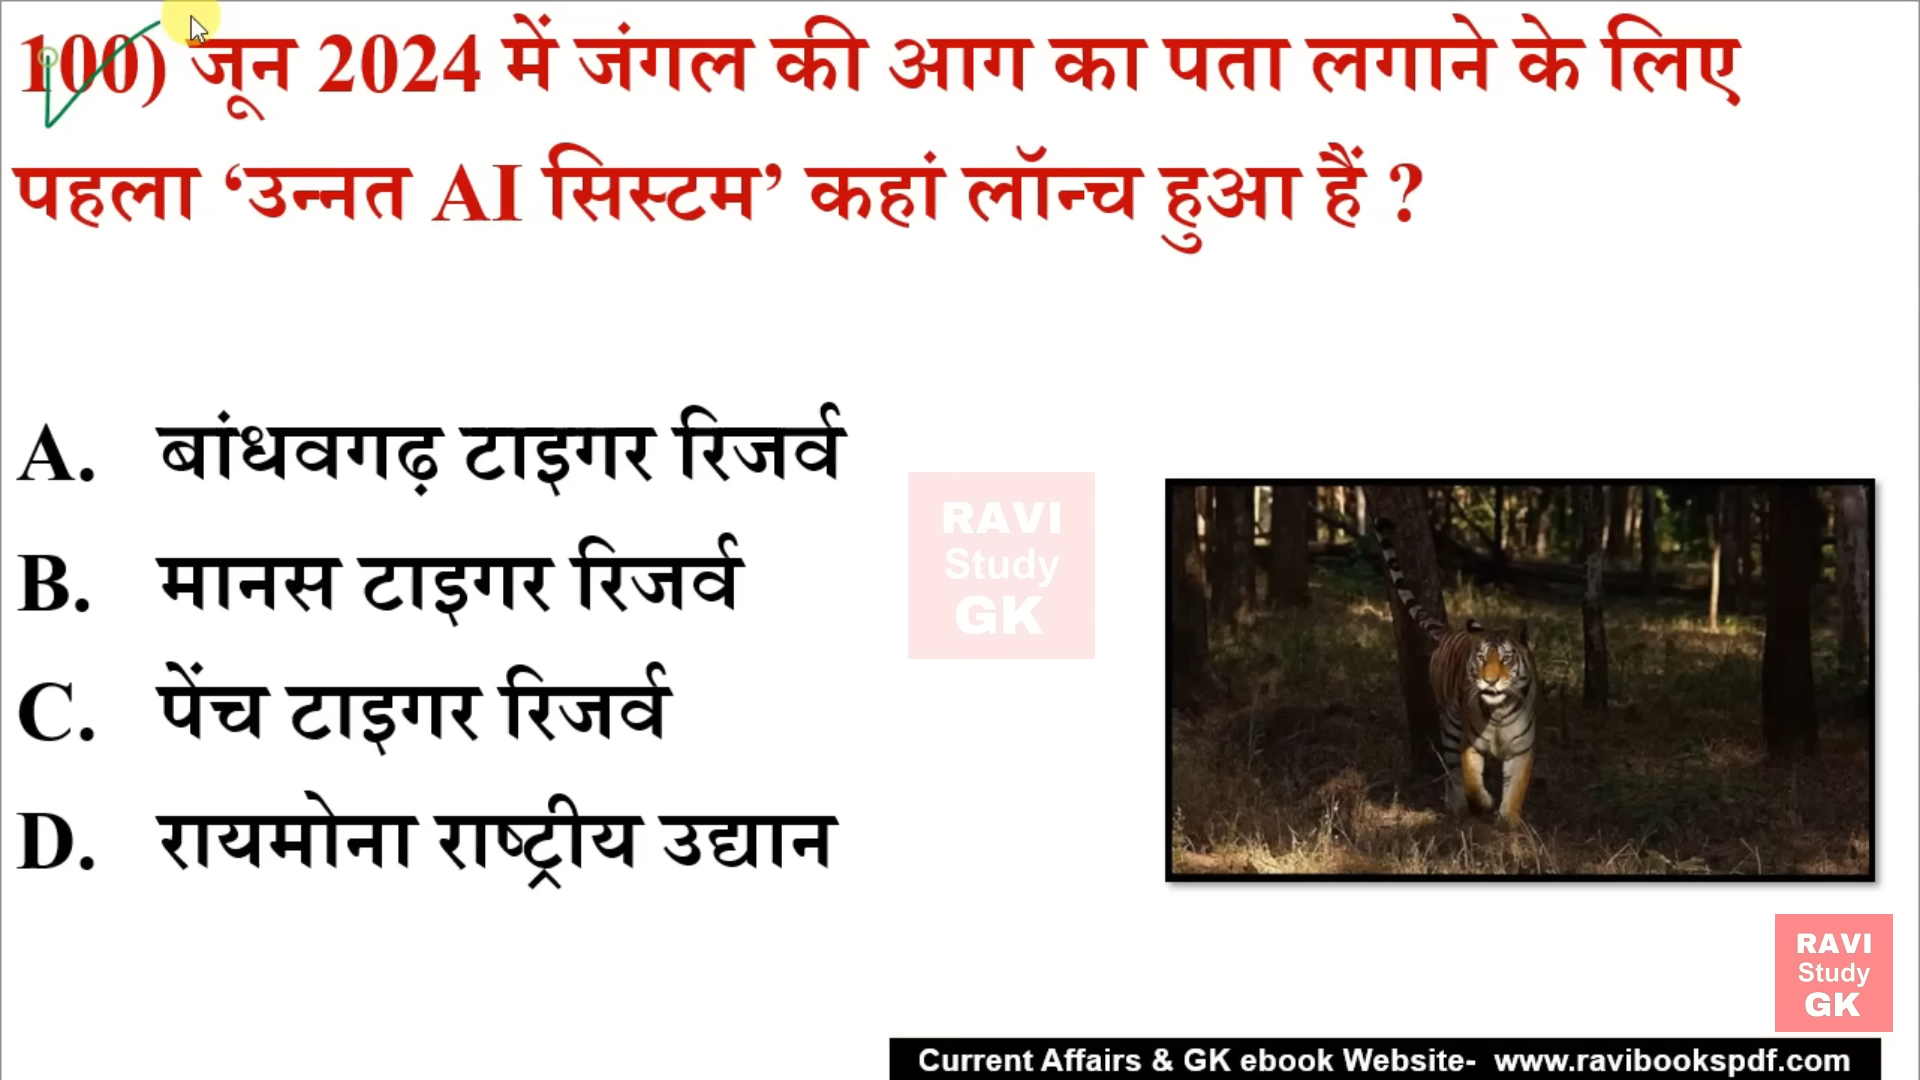 100) जून 2024 में जंगल की आग का पता लगाने के लिए
पहला ‘उन्नत AI सिस्टम’ कहां लॉन्च हुआ हैं ?
A. बांधवगढ़ टाइगर रिजर्व
B. मानस टाइगर रिजर्व
C. पेंच टाइगर रिजर्व
D. रायमोना राष्ट्रीय उद्यान
RAVI
Study
GK
RAVI
Study
GK
Current Affairs & GK ebook Website- www.ravibookspdf.com